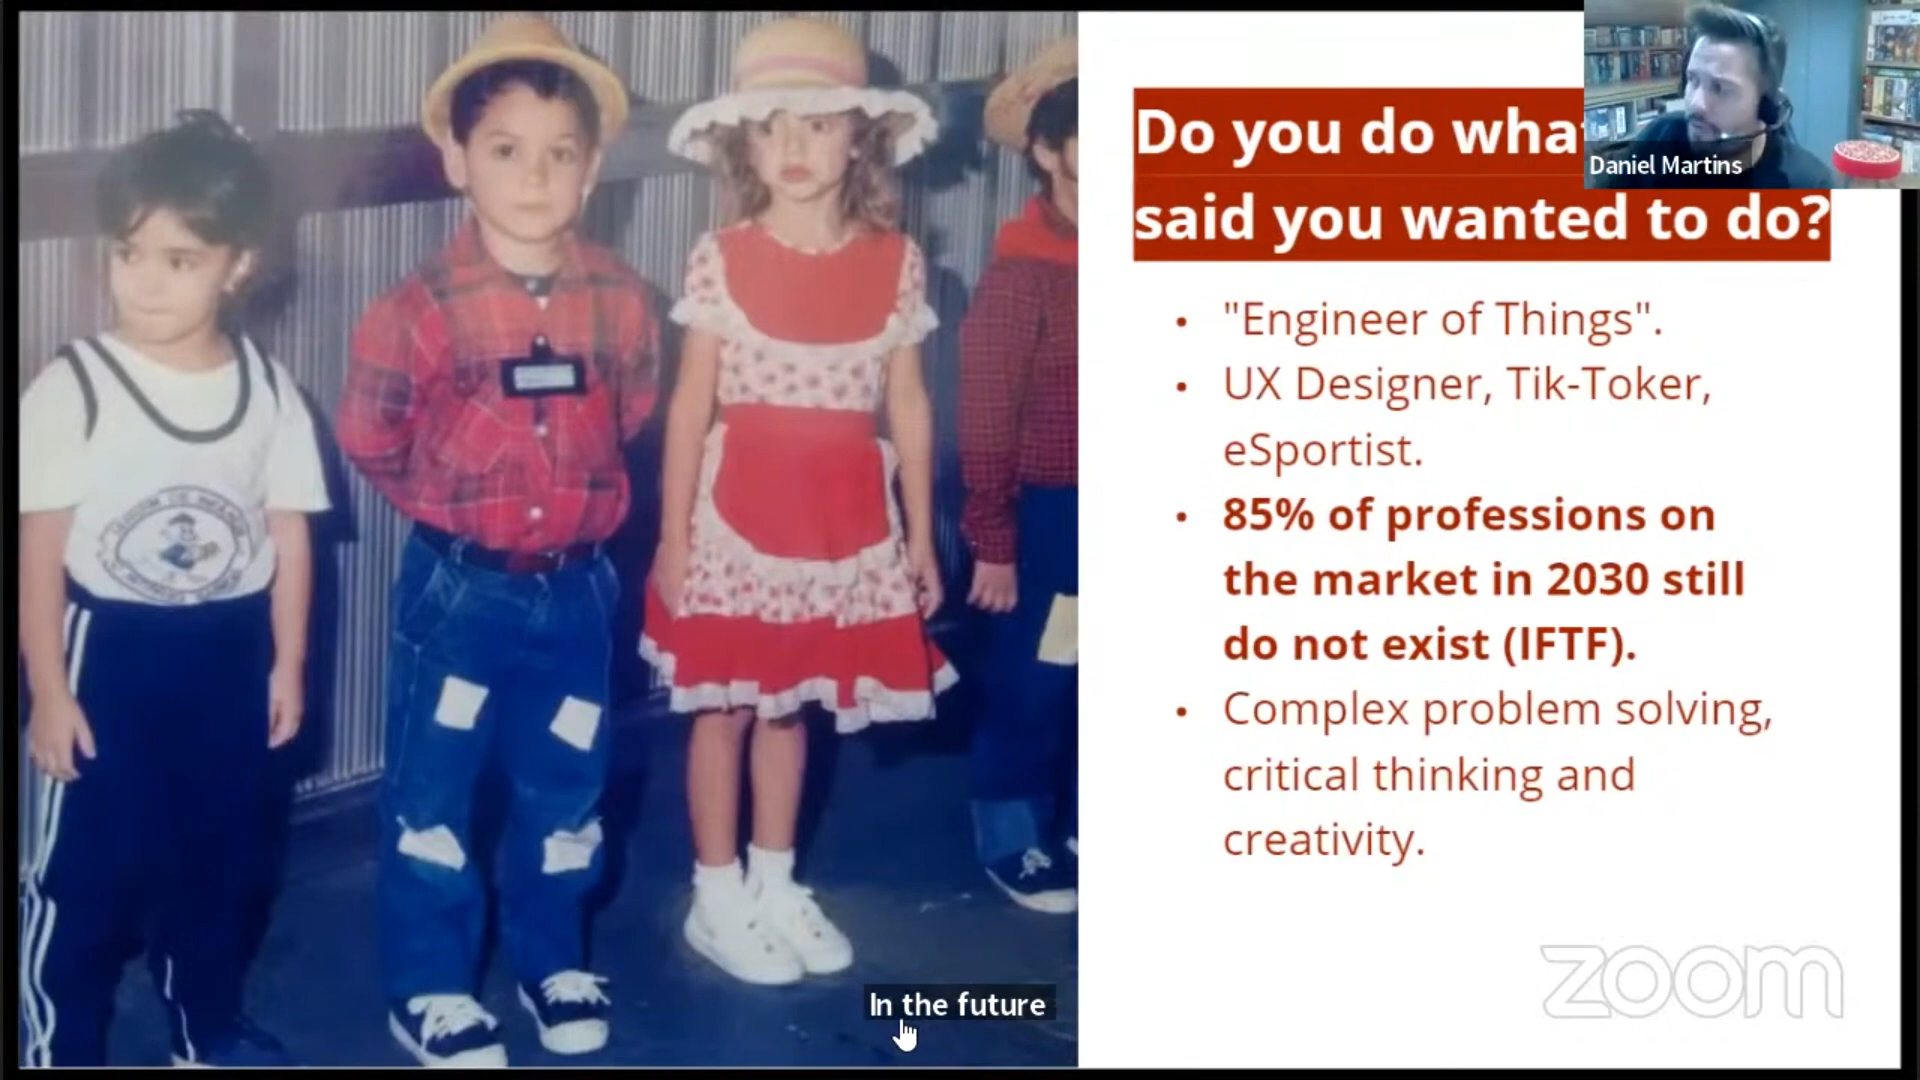 Do you do wha
said you wanted to do?
Daniel Martins
• "Engineer of Things".
• UX Designer, Tik-Toker,
eSportist.
• 85% of professions on
the market in 2030 still
do not exist (IFTF).
• Complex problem solving,
critical thinking and
creativity.
In the future
zoom